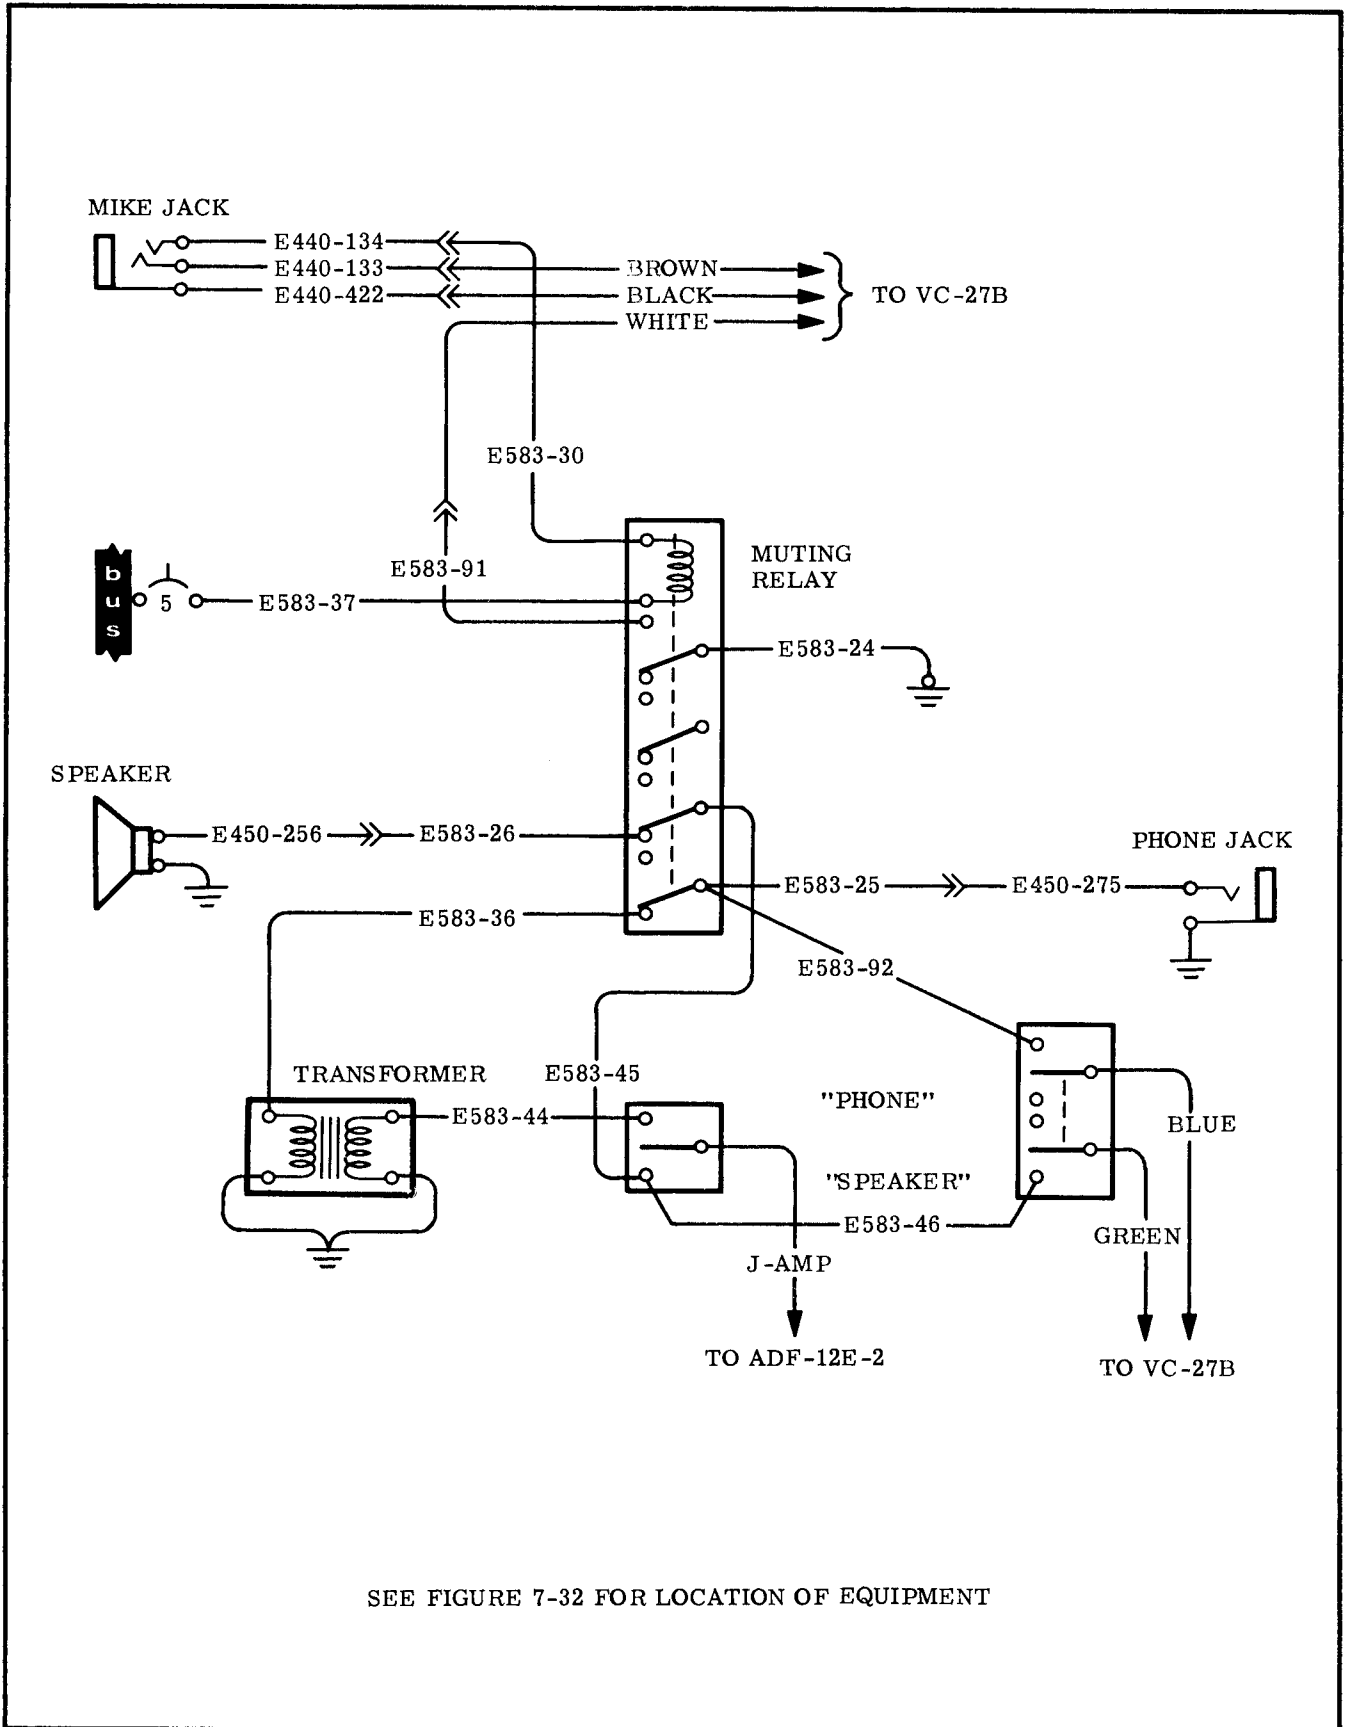 MIKE JACK
E440-134
E440-133
BROWN
E440-422
BLACK
TO VC-27B
WHITE
E583-30
MUTING
RELAY
E583-91
bus
5
E583-37
E583-24
SPEAKER
E450-256
E583-26
PHONE JACK
E583-25
E450-275
E583-36
E583-92
TRANSFORMER
E583-45
E583-44
"PHONE"
BLUE
"SPEAKER"
E583-46
GREEN
J-AMP
TO ADF-12E-2
TO VC-27B
SEE FIGURE 7-32 FOR LOCATION OF EQUIPMENT